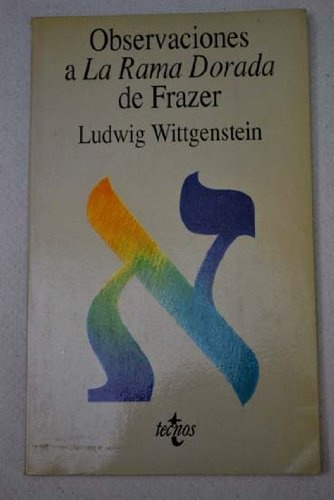 Observaciones
a La Rama Dorada
de Frazer
Ludwig Wittgenstein
א
tecnos